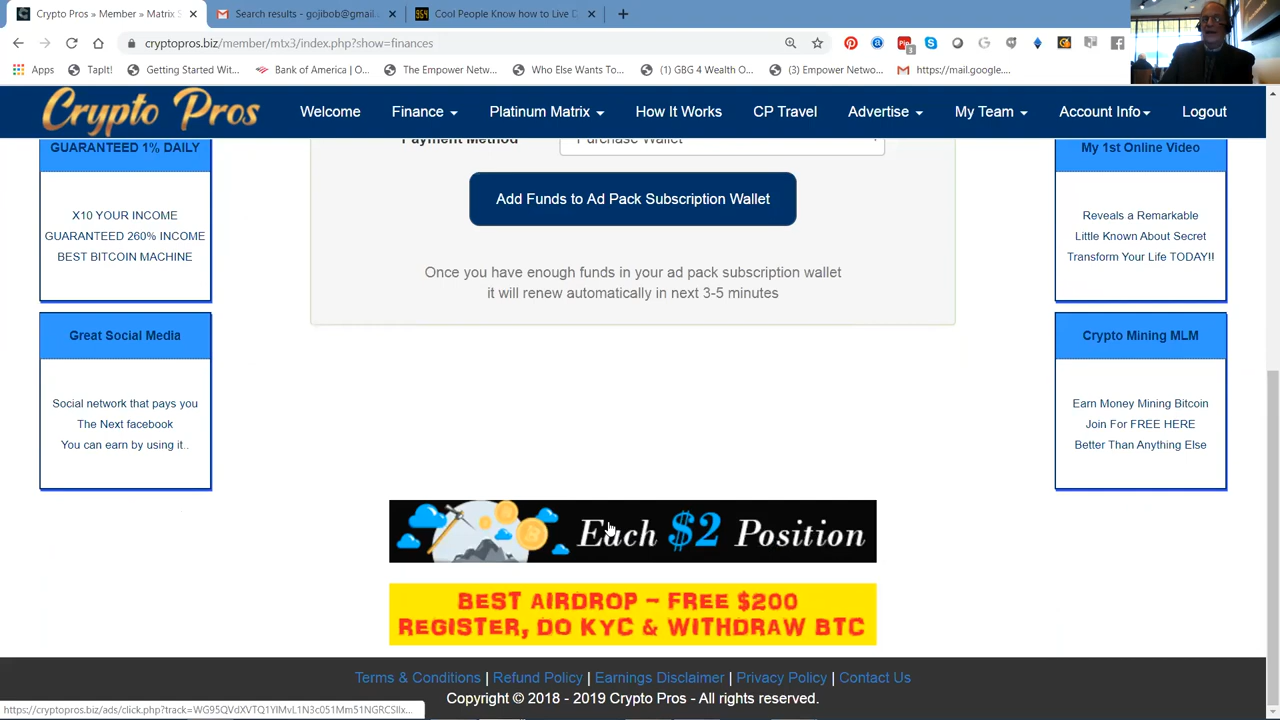 Crypto Pros » Member » Matrix S
Search results - gojibob@gmail.
Cool People Know how to Live D
cryptopros.biz/member/mtx3/index.php?show=finances
Apps
TapIt!
Getting Started Wit...
Bank of America | O...
The Empower Netw...
Who Else Wants To...
(1) GBG 4 Wealth O...
(3) Empower Netwo...
https://mail.google....
Crypto Pros
Welcome
Finance
Platinum Matrix
How It Works
CP Travel
Advertise
My Team
Account Info
Logout
GUARANTEED 1% DAILY
X10 YOUR INCOME
GUARANTEED 260% INCOME
BEST BITCOIN MACHINE
Great Social Media
Social network that pays you
The Next facebook
You can earn by using it..
Payment Method
Purchase Wallet
Add Funds to Ad Pack Subscription Wallet
Once you have enough funds in your ad pack subscription wallet
it will renew automatically in next 3-5 minutes
My 1st Online Video
Reveals a Remarkable
Little Known About Secret
Transform Your Life TODAY!!
Crypto Mining MLM
Earn Money Mining Bitcoin
Join For FREE HERE
Better Than Anything Else
Each $2 Position
BEST AIRDROP - FREE $200
REGISTER, DO KYC & WITHDRAW BTC
Terms & Conditions | Refund Policy | Earnings Disclaimer | Privacy Policy | Contact Us
Copyright © 2018 - 2019 Crypto Pros - All rights reserved.